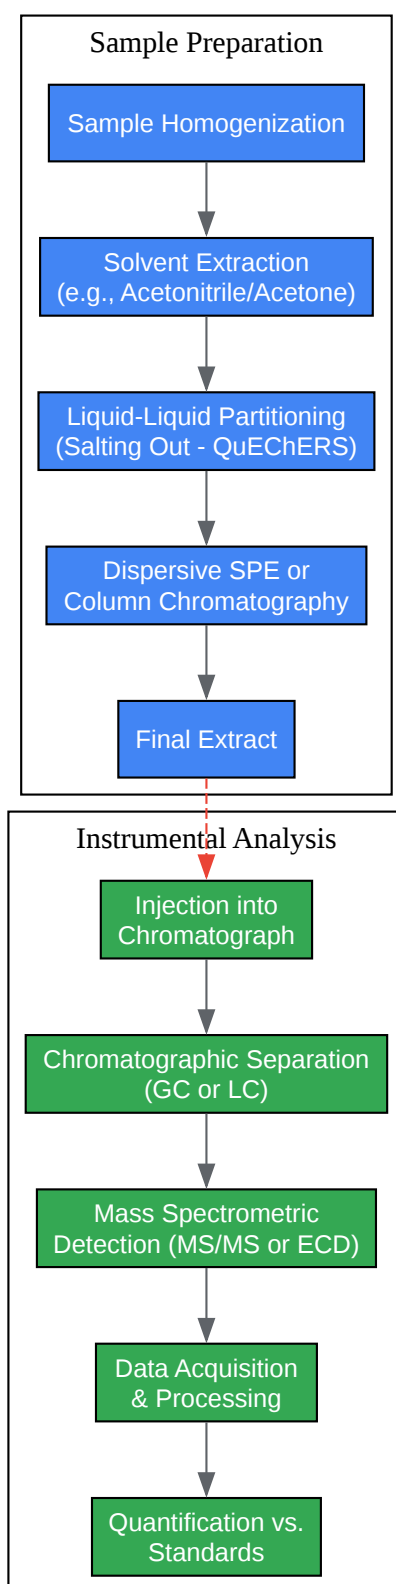 Sample Preparation
Sample Homogenization
Solvent Extraction
(e.g., Acetonitrile/Acetone)
Liquid-Liquid Partitioning
(Salting Out - QuEChERS)
Dispersive SPE or
Column Chromatography
Final Extract
Instrumental Analysis
Injection into
Chromatograph
Chromatographic Separation
(GC or LC)
Mass Spectrometric
Detection (MS/MS or ECD)
Data Acquisition
& Processing
Quantification vs.
Standards